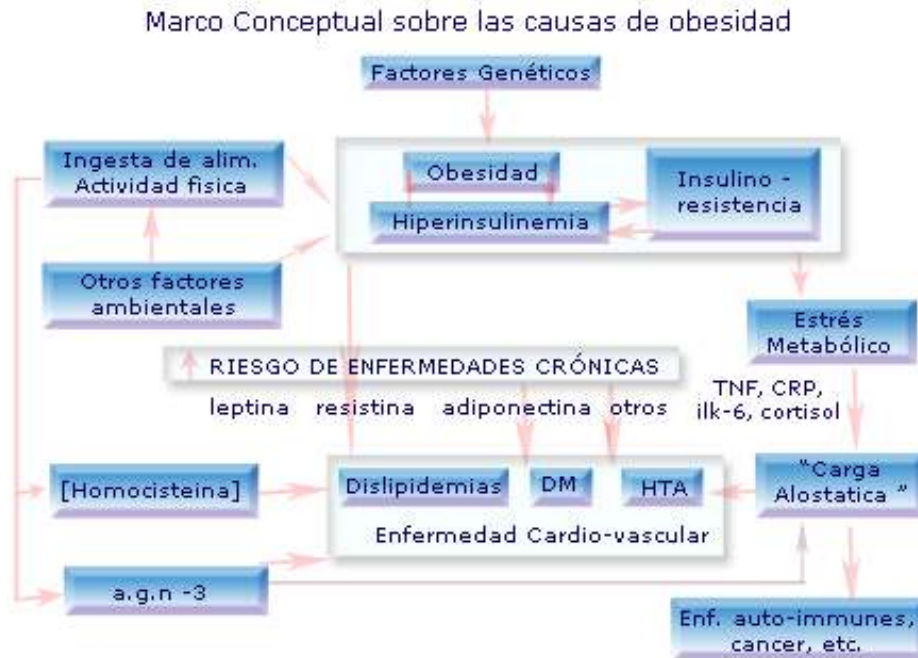 Marco Conceptual sobre las causas de obesidad
Factores Genéticos
Ingesta de alim.
Actividad fisica
Obesidad
Hiperinsulinemia
Insulino -
resistencia
Otros factores
ambientales
Estrés
Metabólico
RIESGO DE ENFERMEDADES CRÓNICAS
leptina resistina adiponectina otros
TNF, CRP,
ilk-6, cortisol
[Homocisteina]
Dislipidemias
DM
HTA
"Carga
Alostatica "
Enfermedad Cardio-vascular
a.g.n -3
Enf. auto-immunes,
cancer, etc.